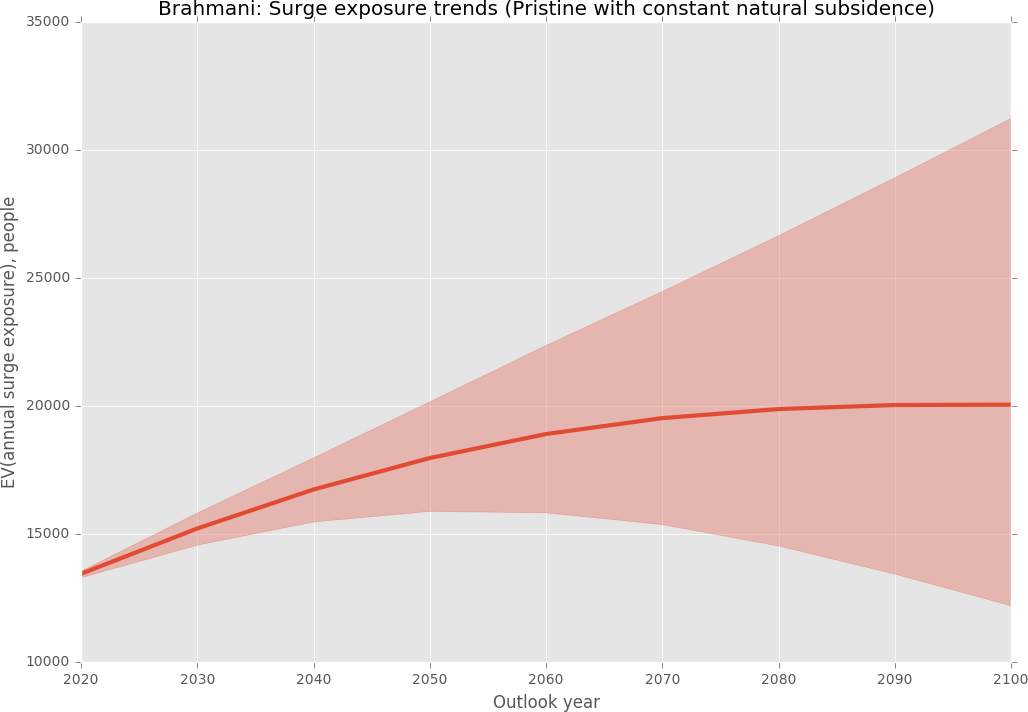 Brahmani: Surge exposure trends (Pristine with constant natural subsidence)
35000
30000
25000
20000
15000
10000
EV(annual surge exposure), people
2020 2030 2040 2050 2060 2070 2080 2090 2100
Outlook year